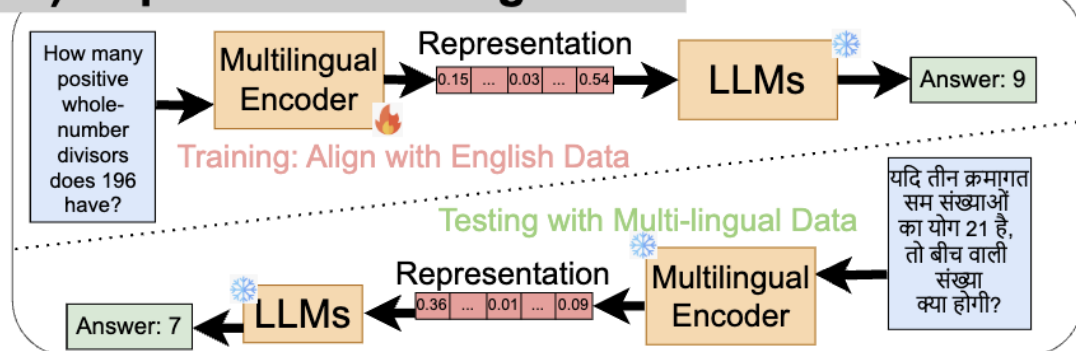 How many
positive
whole-
number
divisors
does 196
have?
Multilingual
Encoder
Representation
0.15 ... 0.03 ... 0.54
LLMs
Answer: 9
Training: Align with English Data
Testing with Multi-lingual Data
यदि तीन क्रमागत
सम संख्याओं
का योग 21 है,
तो बीच वाली
संख्या
क्या होगी?
Multilingual
Encoder
Representation
0.36 ... 0.01 ... 0.09
LLMs
Answer: 7